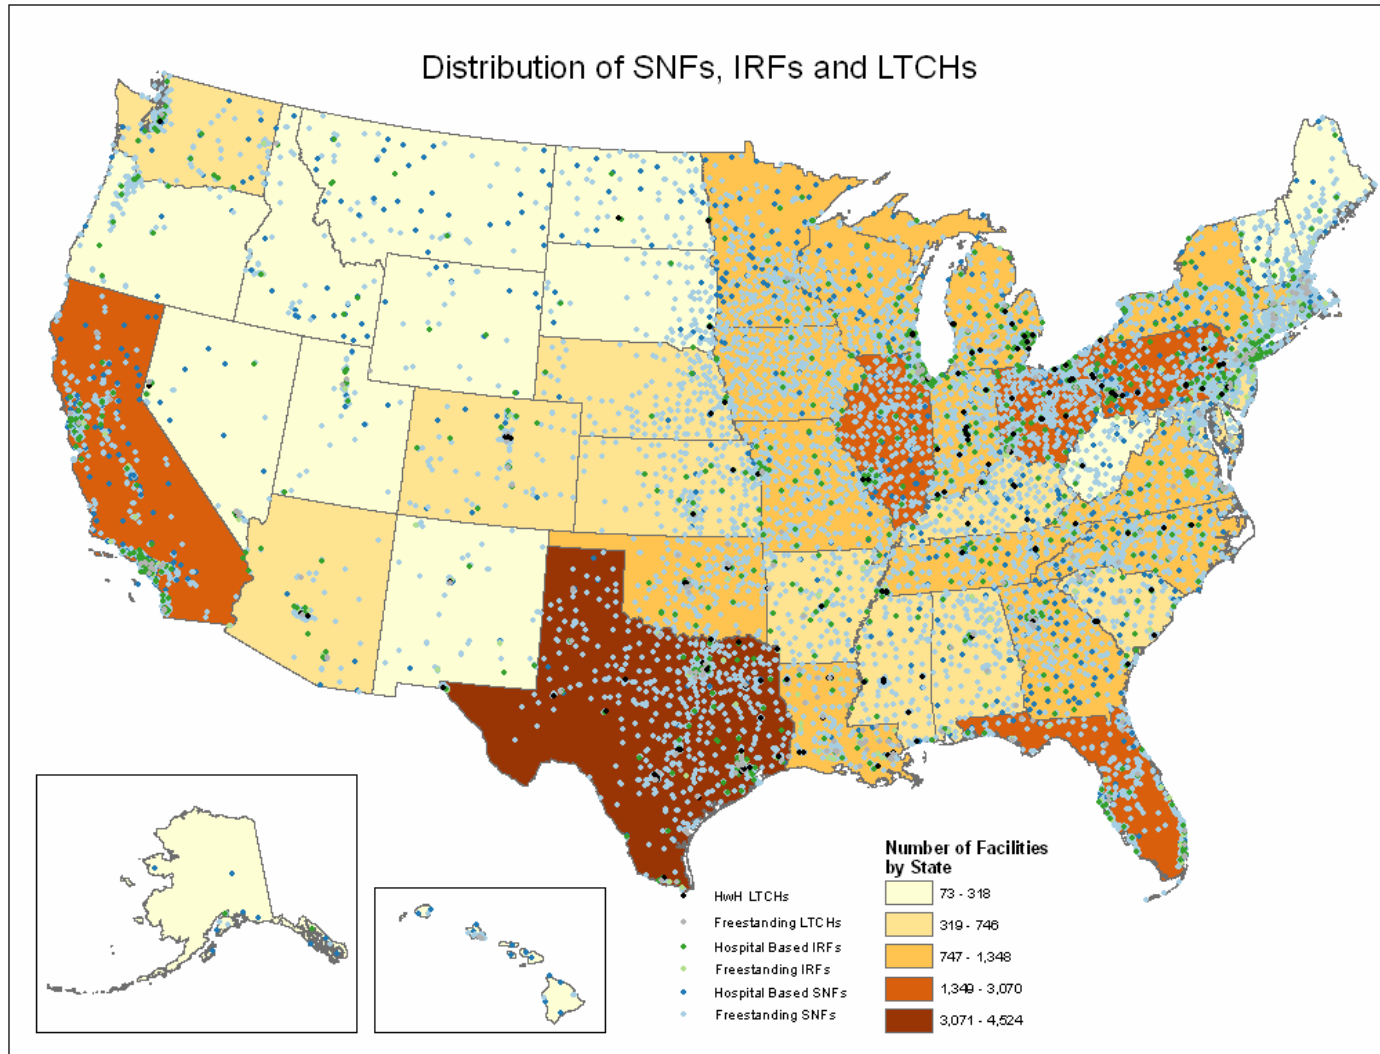 Distribution of SNFs, IRFs and LTCHs
HwH LTCHs
Freestanding LTCHs
Hospital Based IRFs
Freestanding IRFs
Hospital Based SNFs
Freestanding SNFs
Number of Facilities
by State
73 - 318
319 - 746
747 - 1,348
1,349 - 3,070
3,071 - 4,524